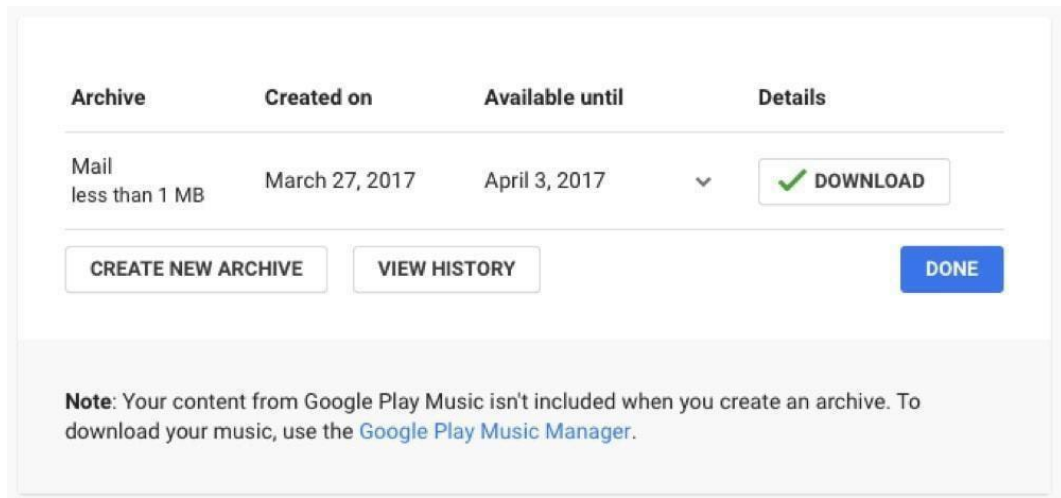 Archive Created on Available until Details
Mail
less than 1 MB
March 27, 2017 April 3, 2017 DOWNLOAD
CREATE NEW ARCHIVE VIEW HISTORY DONE
Note: Your content from Google Play Music isn't included when you create an archive. To
download your music, use the Google Play Music Manager.